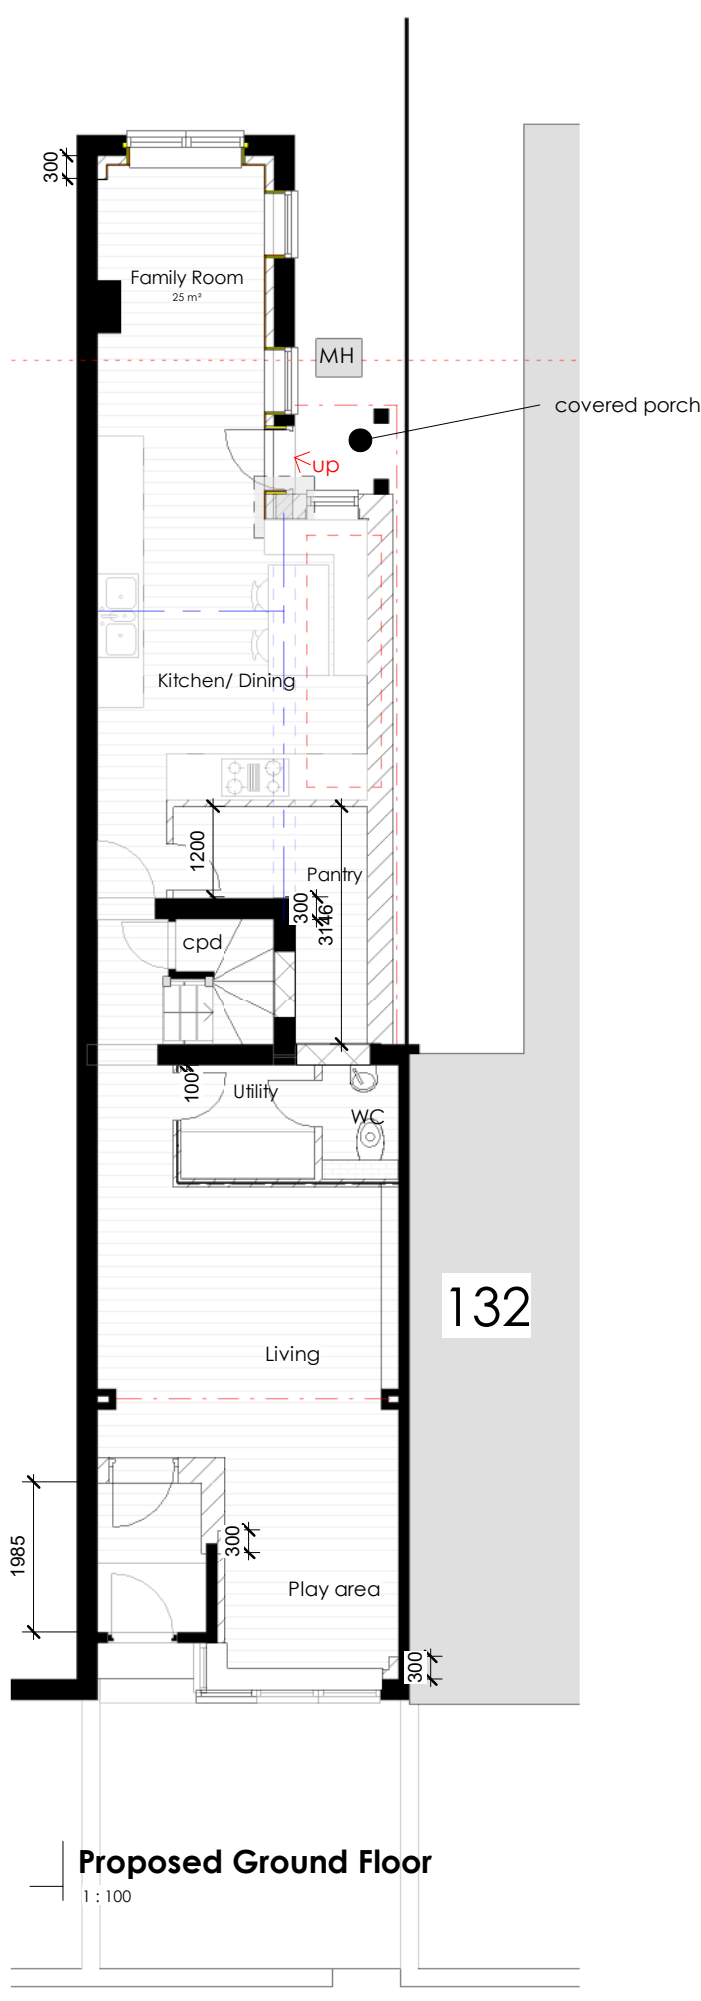 300
Family Room
25 m²
MH
covered porch
up
Kitchen/ Dining
1200
Pantry
300
3146
cpd
100
Utility
WC
132
Living
1985
300
Play area
300
Proposed Ground Floor
1 : 100